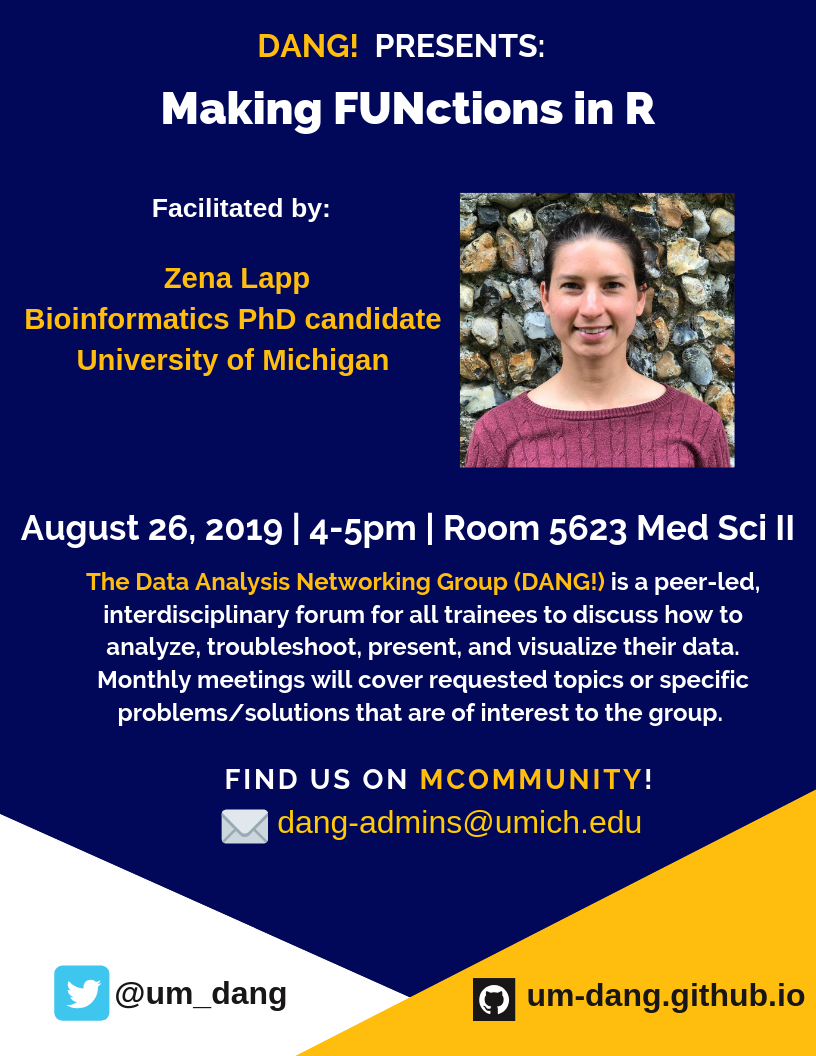 DANG! PRESENTS:
Making FUNctions in R
Facilitated by:
Zena Lapp
Bioinformatics PhD candidate
University of Michigan
August 26, 2019 | 4-5pm | Room 5623 Med Sci II
The Data Analysis Networking Group (DANG!) is a peer-led,
interdisciplinary forum for all trainees to discuss how to
analyze, troubleshoot, present, and visualize their data.
Monthly meetings will cover requested topics or specific
problems/solutions that are of interest to the group.
FIND US ON MCOMMUNITY!
dang-admins@umich.edu
@um_dang
um-dang.github.io